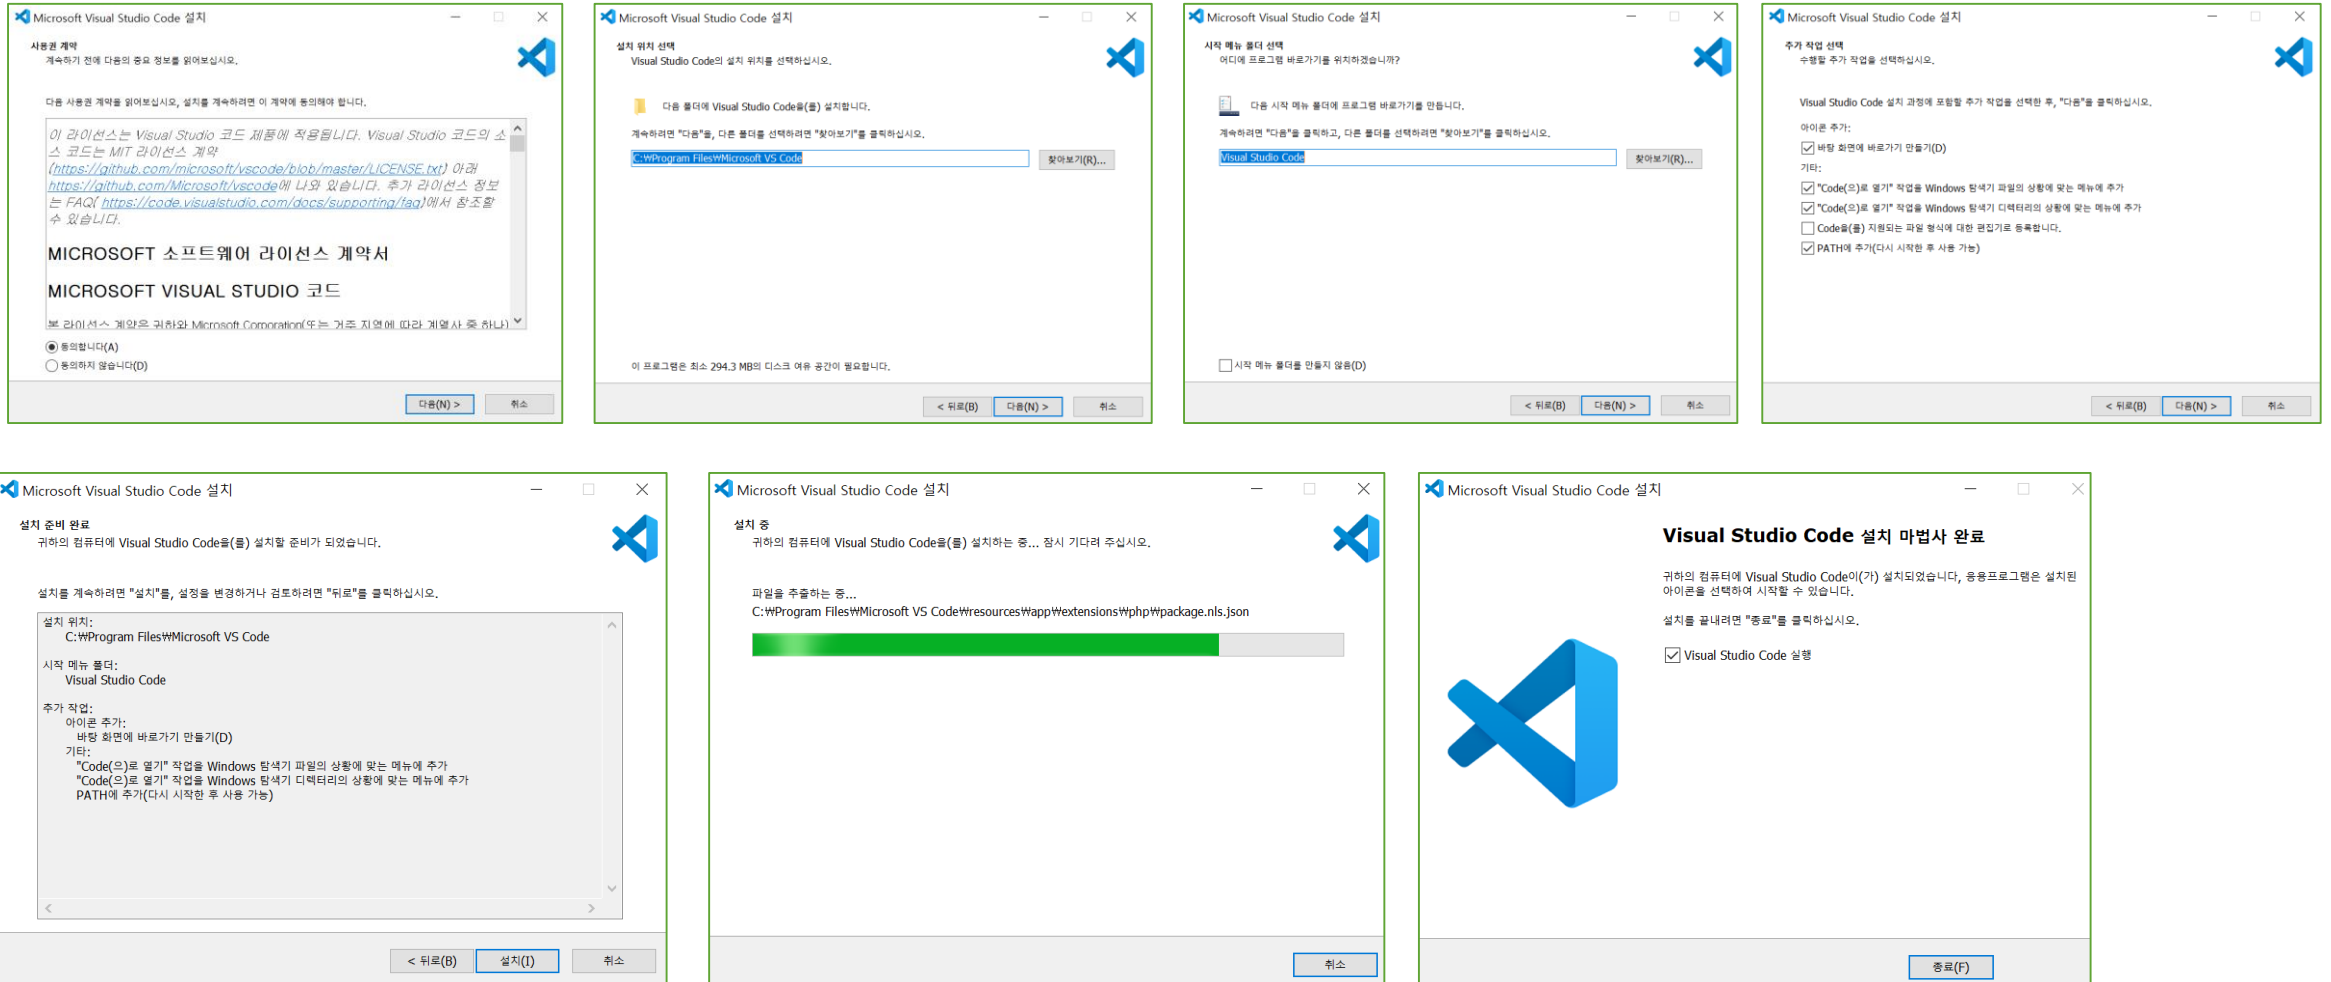 Microsoft Visual Studio Code 설치
사용권 계약
계속하기 전에 다음의 중요 정보를 읽어보십시오.
다음 사용권 계약을 읽어보십시오, 설치를 계속하려면 이 계약에 동의해야 합니다.
이 라이선스는 Visual Studio 코드 제품에 적용됩니다. Visual Studio 코드의 소
스 코드는 MIT 라이선스 계약
(https://github.com/microsoft/vscode/blob/master/LICENSE.txt) 아래
https://github.com/Microsoft/vscode에 나와 있습니다. 추가 라이선스 정보
는 FAQ( https://code.visualstudio.com/docs/supporting/faq)에서 참조할
수 있습니다.
MICROSOFT 소프트웨어 라이선스 계약서
MICROSOFT VISUAL STUDIO 코드
본 라이선스 계약은 귀하와 Microsoft Corporation(또는 거주 지역에 따라 계열사 중 하나)
동의합니다(A)
동의하지 않습니다(D)
다음(N) >
취소
Microsoft Visual Studio Code 설치
설치 위치 선택
Visual Studio Code의 설치 위치를 선택하십시오.
다음 폴더에 Visual Studio Code을(를) 설치합니다.
계속하려면 "다음"을, 다른 폴더를 선택하려면 "찾아보기"를 클릭하십시오.
C:₩Program Files₩Microsoft VS Code
찾아보기(R)...
이 프로그램은 최소 294.3 MB의 디스크 여유 공간이 필요합니다.
< 뒤로(B)
다음(N) >
취소
Microsoft Visual Studio Code 설치
시작 메뉴 폴더 선택
어디에 프로그램 바로가기를 위치하겠습니까?
다음 시작 메뉴 폴더에 프로그램 바로가기를 만듭니다.
계속하려면 "다음"을 클릭하고, 다른 폴더를 선택하려면 "찾아보기"를 클릭하십시오.
Visual Studio Code
찾아보기(R)...
시작 메뉴 폴더를 만들지 않음(D)
< 뒤로(B)
다음(N) >
취소
Microsoft Visual Studio Code 설치
추가 작업 선택
수행할 추가 작업을 선택하십시오.
Visual Studio Code 설치 과정에 포함할 추가 작업을 선택한 후, "다음"을 클릭하십시오.
아이콘 추가:
바탕 화면에 바로가기 만들기(D)
기타:
"Code(으)로 열기" 작업을 Windows 탐색기 파일의 상황에 맞는 메뉴에 추가
"Code(으)로 열기" 작업을 Windows 탐색기 디렉터리의 상황에 맞는 메뉴에 추가
Code을(를) 지원되는 파일 형식에 대한 편집기로 등록합니다.
PATH에 추가(다시 시작한 후 사용 가능)
< 뒤로(B)
다음(N) >
취소
Microsoft Visual Studio Code 설치
설치 준비 완료
귀하의 컴퓨터에 Visual Studio Code을(를) 설치할 준비가 되었습니다.
설치를 계속하려면 "설치"를, 설정을 변경하거나 검토하려면 "뒤로"를 클릭하십시오.
설치 위치:
C:₩Program Files₩Microsoft VS Code
시작 메뉴 폴더:
Visual Studio Code
추가 작업:
아이콘 추가:
바탕 화면에 바로가기 만들기(D)
기타:
"Code(으)로 열기" 작업을 Windows 탐색기 파일의 상황에 맞는 메뉴에 추가
"Code(으)로 열기" 작업을 Windows 탐색기 디렉터리의 상황에 맞는 메뉴에 추가
PATH에 추가(다시 시작한 후 사용 가능)
< 뒤로(B)
설치(I)
취소
Microsoft Visual Studio Code 설치
설치 중
귀하의 컴퓨터에 Visual Studio Code을(를) 설치하는 중... 잠시 기다려 주십시오.
파일을 추출하는 중...
C:₩Program Files₩Microsoft VS Code₩resources₩app₩extensions₩php₩package.nls.json
취소
Microsoft Visual Studio Code 설치
Visual Studio Code 설치 마법사 완료
귀하의 컴퓨터에 Visual Studio Code이(가) 설치되었습니다, 응용프로그램은 설치된
아이콘을 선택하여 시작할 수 있습니다.
설치를 끝내려면 "종료"를 클릭하십시오.
Visual Studio Code 실행
종료(F)